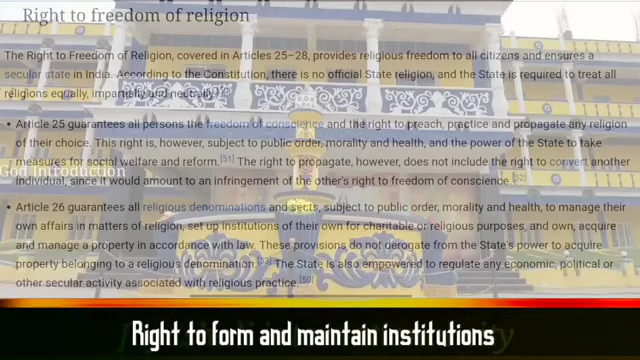 Right to freedom of religion
The Right to Freedom of Religion, covered in Articles 25–28, provides religious freedom to all citizens and ensures a
secular state in India. According to the Constitution, there is no official State religion, and the State is required to treat all
religions equally, impartially and neutrally.
• Article 25 guarantees all persons the freedom of conscience and the right to preach, practice and propagate any religion
of their choice. This right is, however, subject to public order, morality and health, and the power of the State to take
measures for social welfare and reform.[51] The right to propagate, however, does not include the right to convert another
individual, since it would amount to an infringement of the other's right to freedom of conscience.[52]
God Introduction
• Article 26 guarantees all religious denominations and sects, subject to public order, morality and health, to manage their
own affairs in matters of religion, set up institutions of their own for charitable or religious purposes, and own, acquire
and manage a property in accordance with law. These provisions do not derogate from the State's power to acquire
property belonging to a religious denomination.[53] The State is also empowered to regulate any economic, political or
other secular activity associated with religious practice.[50]
Right to form and maintain institutions